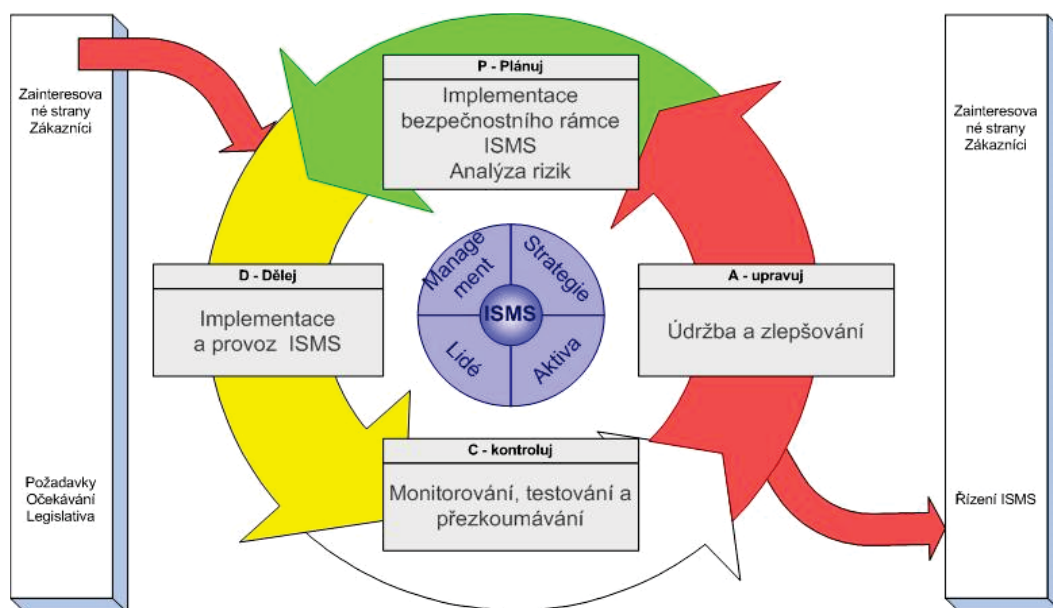 Zainteresova
né strany
Zákazníci
Požadavky
Očekávání
Legislativa
P - Plánuj
Implementace
bezpečnostního rámce
ISMS
Analýza rizik
D - Dělej
Implementace
a provoz ISMS
Manage
ment
Strategie
ISMS
Lidé
Aktiva
A - upravuj
Údržba a zlepšování
C - kontroluj
Monitorování, testování a
přezkoumávání
Zainteresova
né strany
Zákazníci
Řízení ISMS